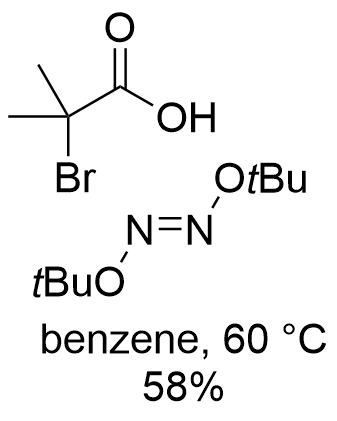 O
OH
Br
OtBu
N=N
tBuO
benzene, 60 °C
58%